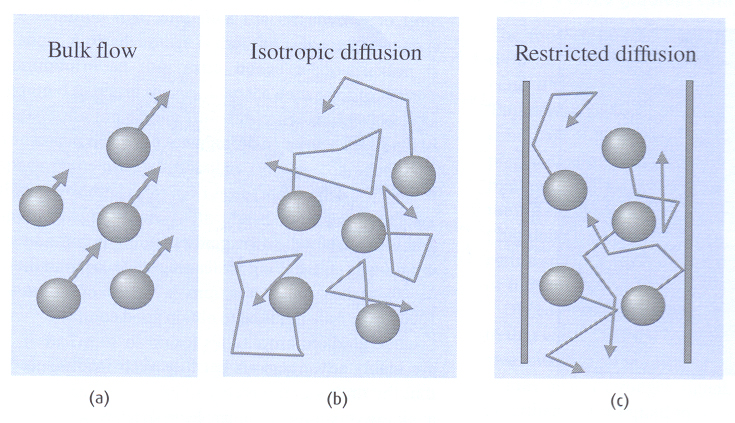 Bulk flow
Isotropic diffusion
Restricted diffusion
(a)
(b)
(c)